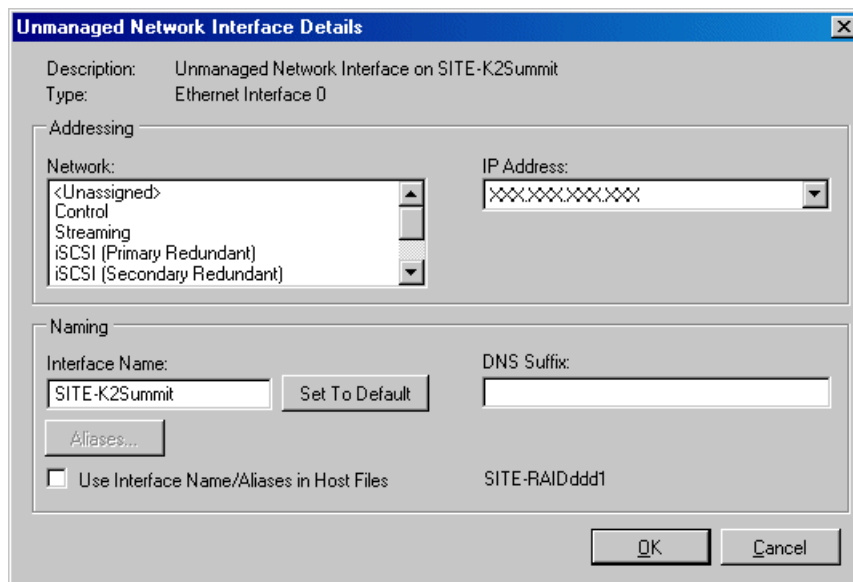 Unmanaged Network Interface Details
Description: Unmanaged Network Interface on SITE-K2Summit
Type: Ethernet Interface 0
Addressing
Network:
<Unassigned>
Control
Streaming
iSCSI (Primary Redundant)
iSCSI (Secondary Redundant)
IP Address:
XXX.XXX.XXX.XXX
Naming
Interface Name:
SITE-K2Summit
Set To Default
DNS Suffix:
Aliases...
Use Interface Name/Aliases in Host Files
SITE-RAIDddd1
OK
Cancel